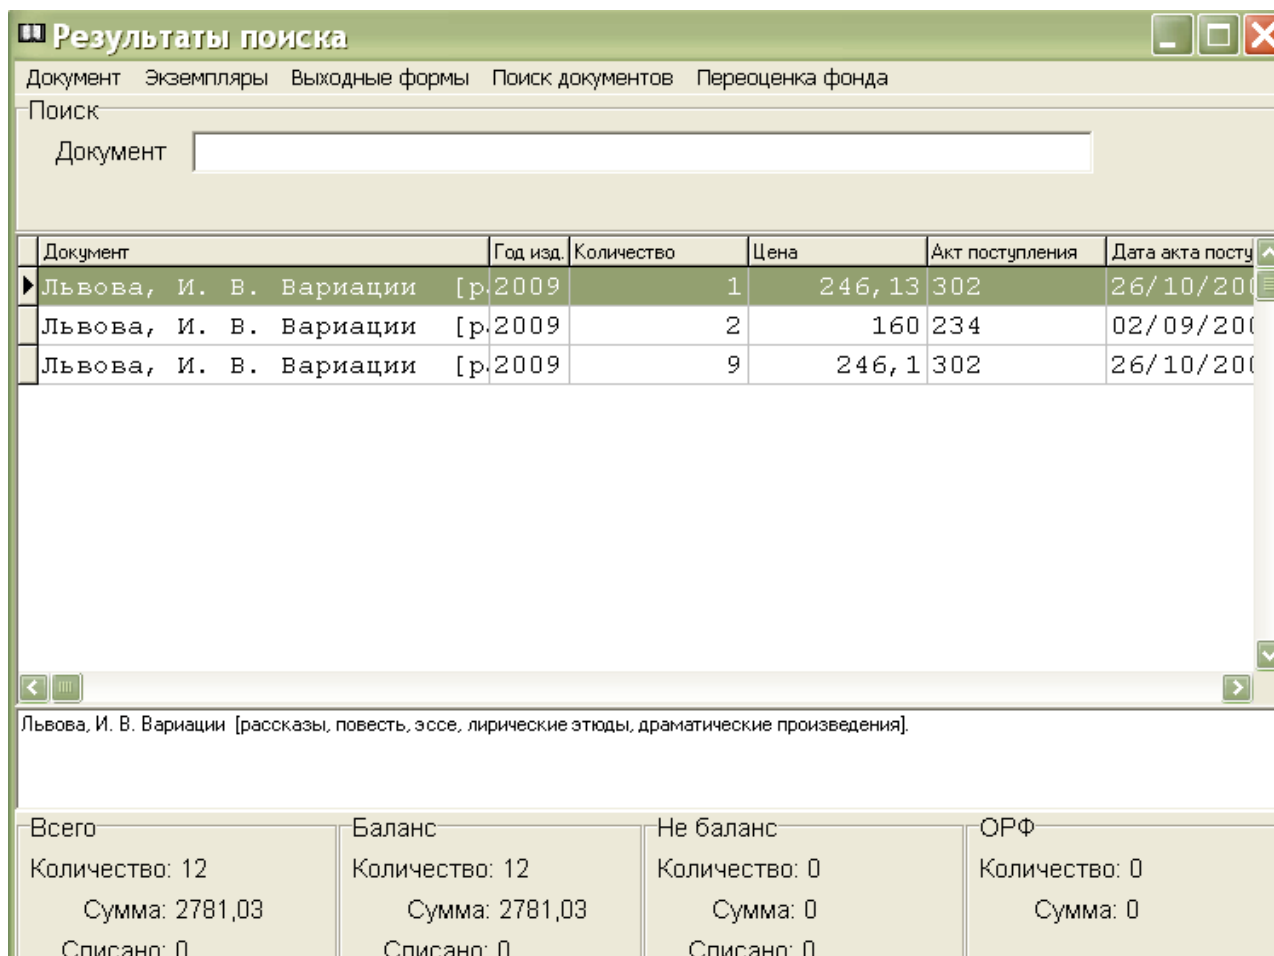 Результаты поиска
Документ Экземпляры Выходные формы Поиск документов Переоценка фонда
Поиск
Документ
Документ Год изд. Количество Цена Акт поступления Дата акта посту
Львова, И. В. Вариации [р. 2009 1 246,13 302 26/10/200
Львова, И. В. Вариации [р. 2009 2 160 234 02/09/200
Львова, И. В. Вариации [р. 2009 9 246,1 302 26/10/200
Львова, И. В. Вариации [рассказы, повесть, эссе, лирические этюды, драматические произведения].
Всего Баланс Не баланс ОРФ
Количество: 12 Количество: 12 Количество: 0 Количество: 0
Сумма: 2781,03 Сумма: 2781,03 Сумма: 0 Сумма: 0
Списано: 0 Списано: 0 Списано: 0